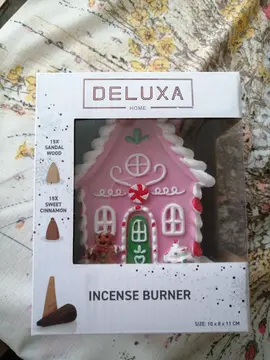 DELUXA
HOME
15X
SANDAL
WOOD
15X
SWEET
CINNAMON
INCENSE BURNER
SIZE: 10 x 8 x 11 CM